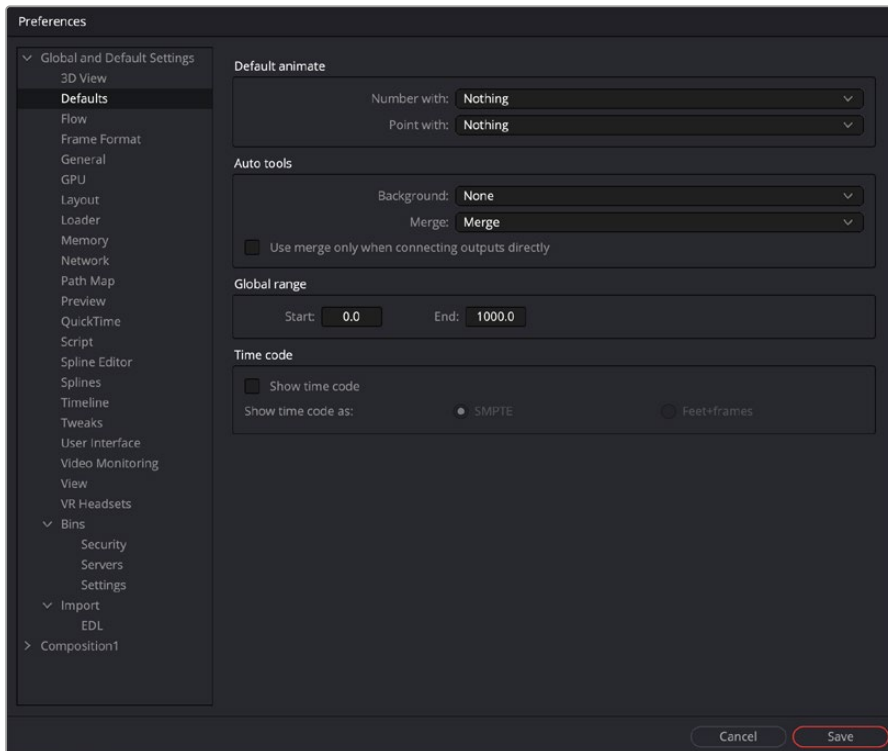 Preferences
Global and Default Settings
3D View
Defaults
Flow
Frame Format
General
GPU
Layout
Loader
Memory
Network
Path Map
Preview
QuickTime
Script
Spline Editor
Splines
Timeline
Tweaks
User Interface
Video Monitoring
View
VR Headsets
Bins
Security
Servers
Settings
Import
EDL
Composition1
Default animate
Number with: Nothing
Point with: Nothing
Auto tools
Background: None
Merge: Merge
Use merge only when connecting outputs directly
Global range
Start: 0.0 End: 1000.0
Time code
Show time code
Show time code as: SMPTE Feet+frames
Cancel Save